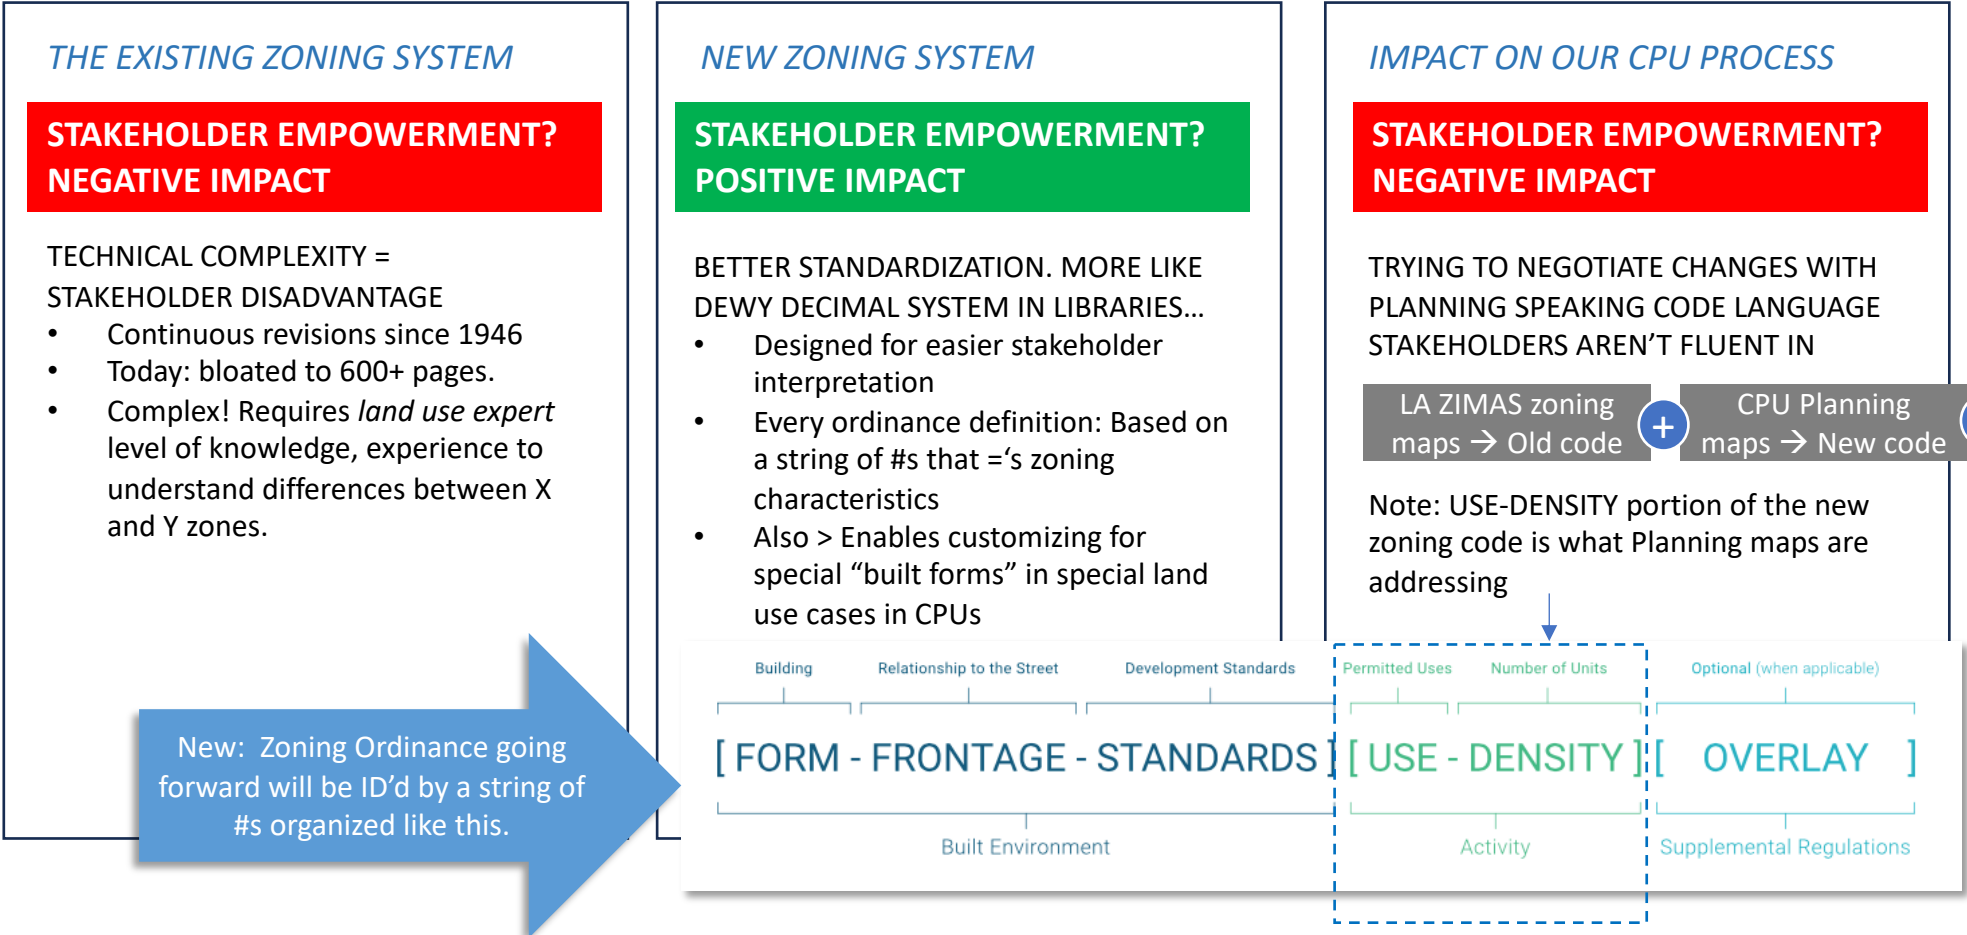 THE EXISTING ZONING SYSTEM
STAKEHOLDER EMPOWERMENT?
NEGATIVE IMPACT
TECHNICAL COMPLEXITY =
STAKEHOLDER DISADVANTAGE
• Continuous revisions since 1946
• Today: bloated to 600+ pages.
• Complex! Requires land use expert
level of knowledge, experience to
understand differences between X
and Y zones.
New: Zoning Ordinance going
forward will be ID’d by a string of
#s organized like this.
NEW ZONING SYSTEM
STAKEHOLDER EMPOWERMENT?
POSITIVE IMPACT
BETTER STANDARDIZATION. MORE LIKE
DEWY DECIMAL SYSTEM IN LIBRARIES…
• Designed for easier stakeholder
interpretation
• Every ordinance definition: Based on
a string of #s that =‘s zoning
characteristics
• Also > Enables customizing for
special “built forms” in special land
use cases in CPUs
IMPACT ON OUR CPU PROCESS
STAKEHOLDER EMPOWERMENT?
NEGATIVE IMPACT
TRYING TO NEGOTIATE CHANGES WITH
PLANNING SPEAKING CODE LANGUAGE
STAKEHOLDERS AREN’T FLUENT IN
LA ZIMAS zoning
maps → Old code
+
CPU Planning
maps → New code
Note: USE-DENSITY portion of the new
zoning code is what Planning maps are
addressing
Building Relationship to the Street Development Standards Permitted Uses Number of Units Optional (when applicable)
[ FORM - FRONTAGE - STANDARDS ] [ USE - DENSITY ] [ OVERLAY ]
Built Environment Activity Supplemental Regulations